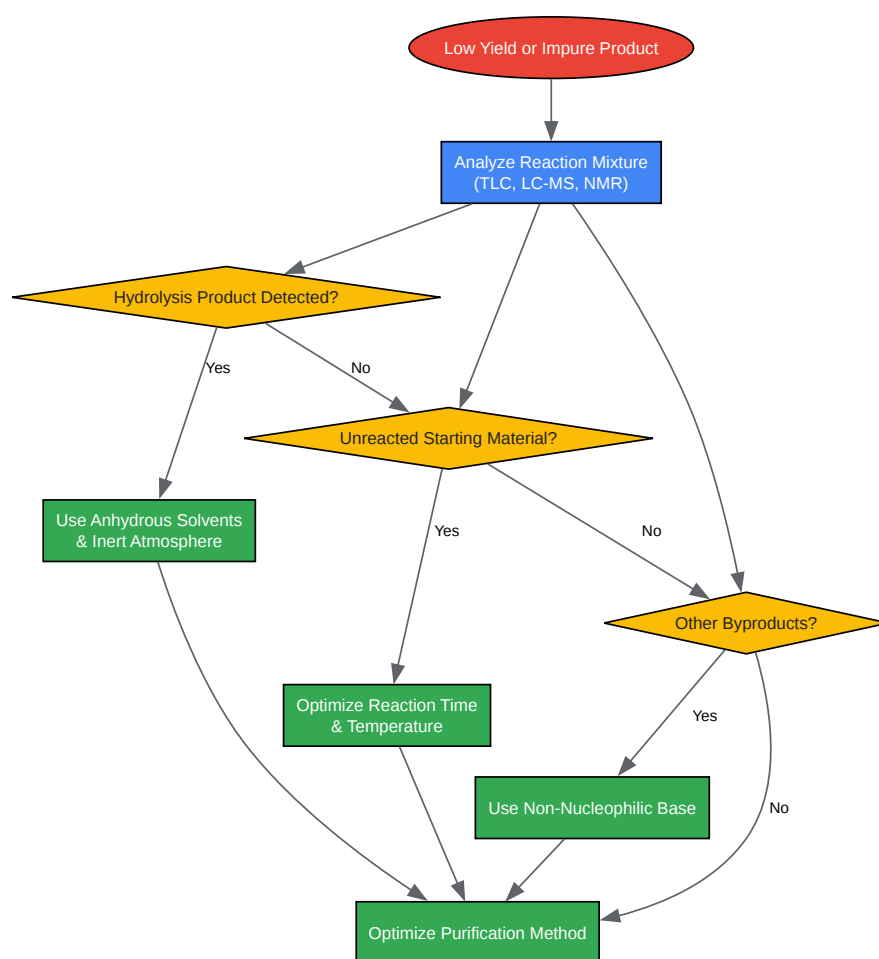 Low Yield or Impure Product
Analyze Reaction Mixture
(TLC, LC-MS, NMR)
Hydrolysis Product Detected?
Yes
No
Unreacted Starting Material?
Use Anhydrous Solvents
& Inert Atmosphere
Yes
No
Other Byproducts?
Optimize Reaction Time
& Temperature
Yes
Use Non-Nucleophilic Base
No
Optimize Purification Method